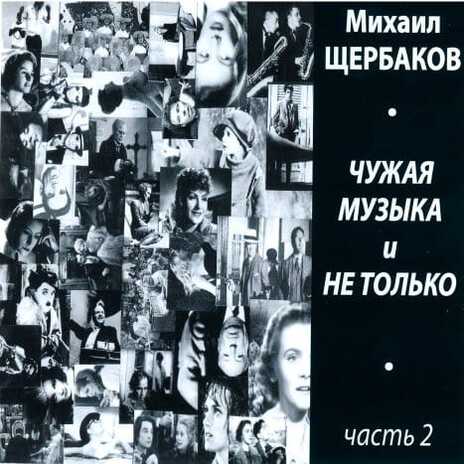 Михаил
ЩЕРБАКОВ
•
ЧУЖАЯ
МУЗЫКА
и
НЕ ТОЛЬКО
•
часть 2